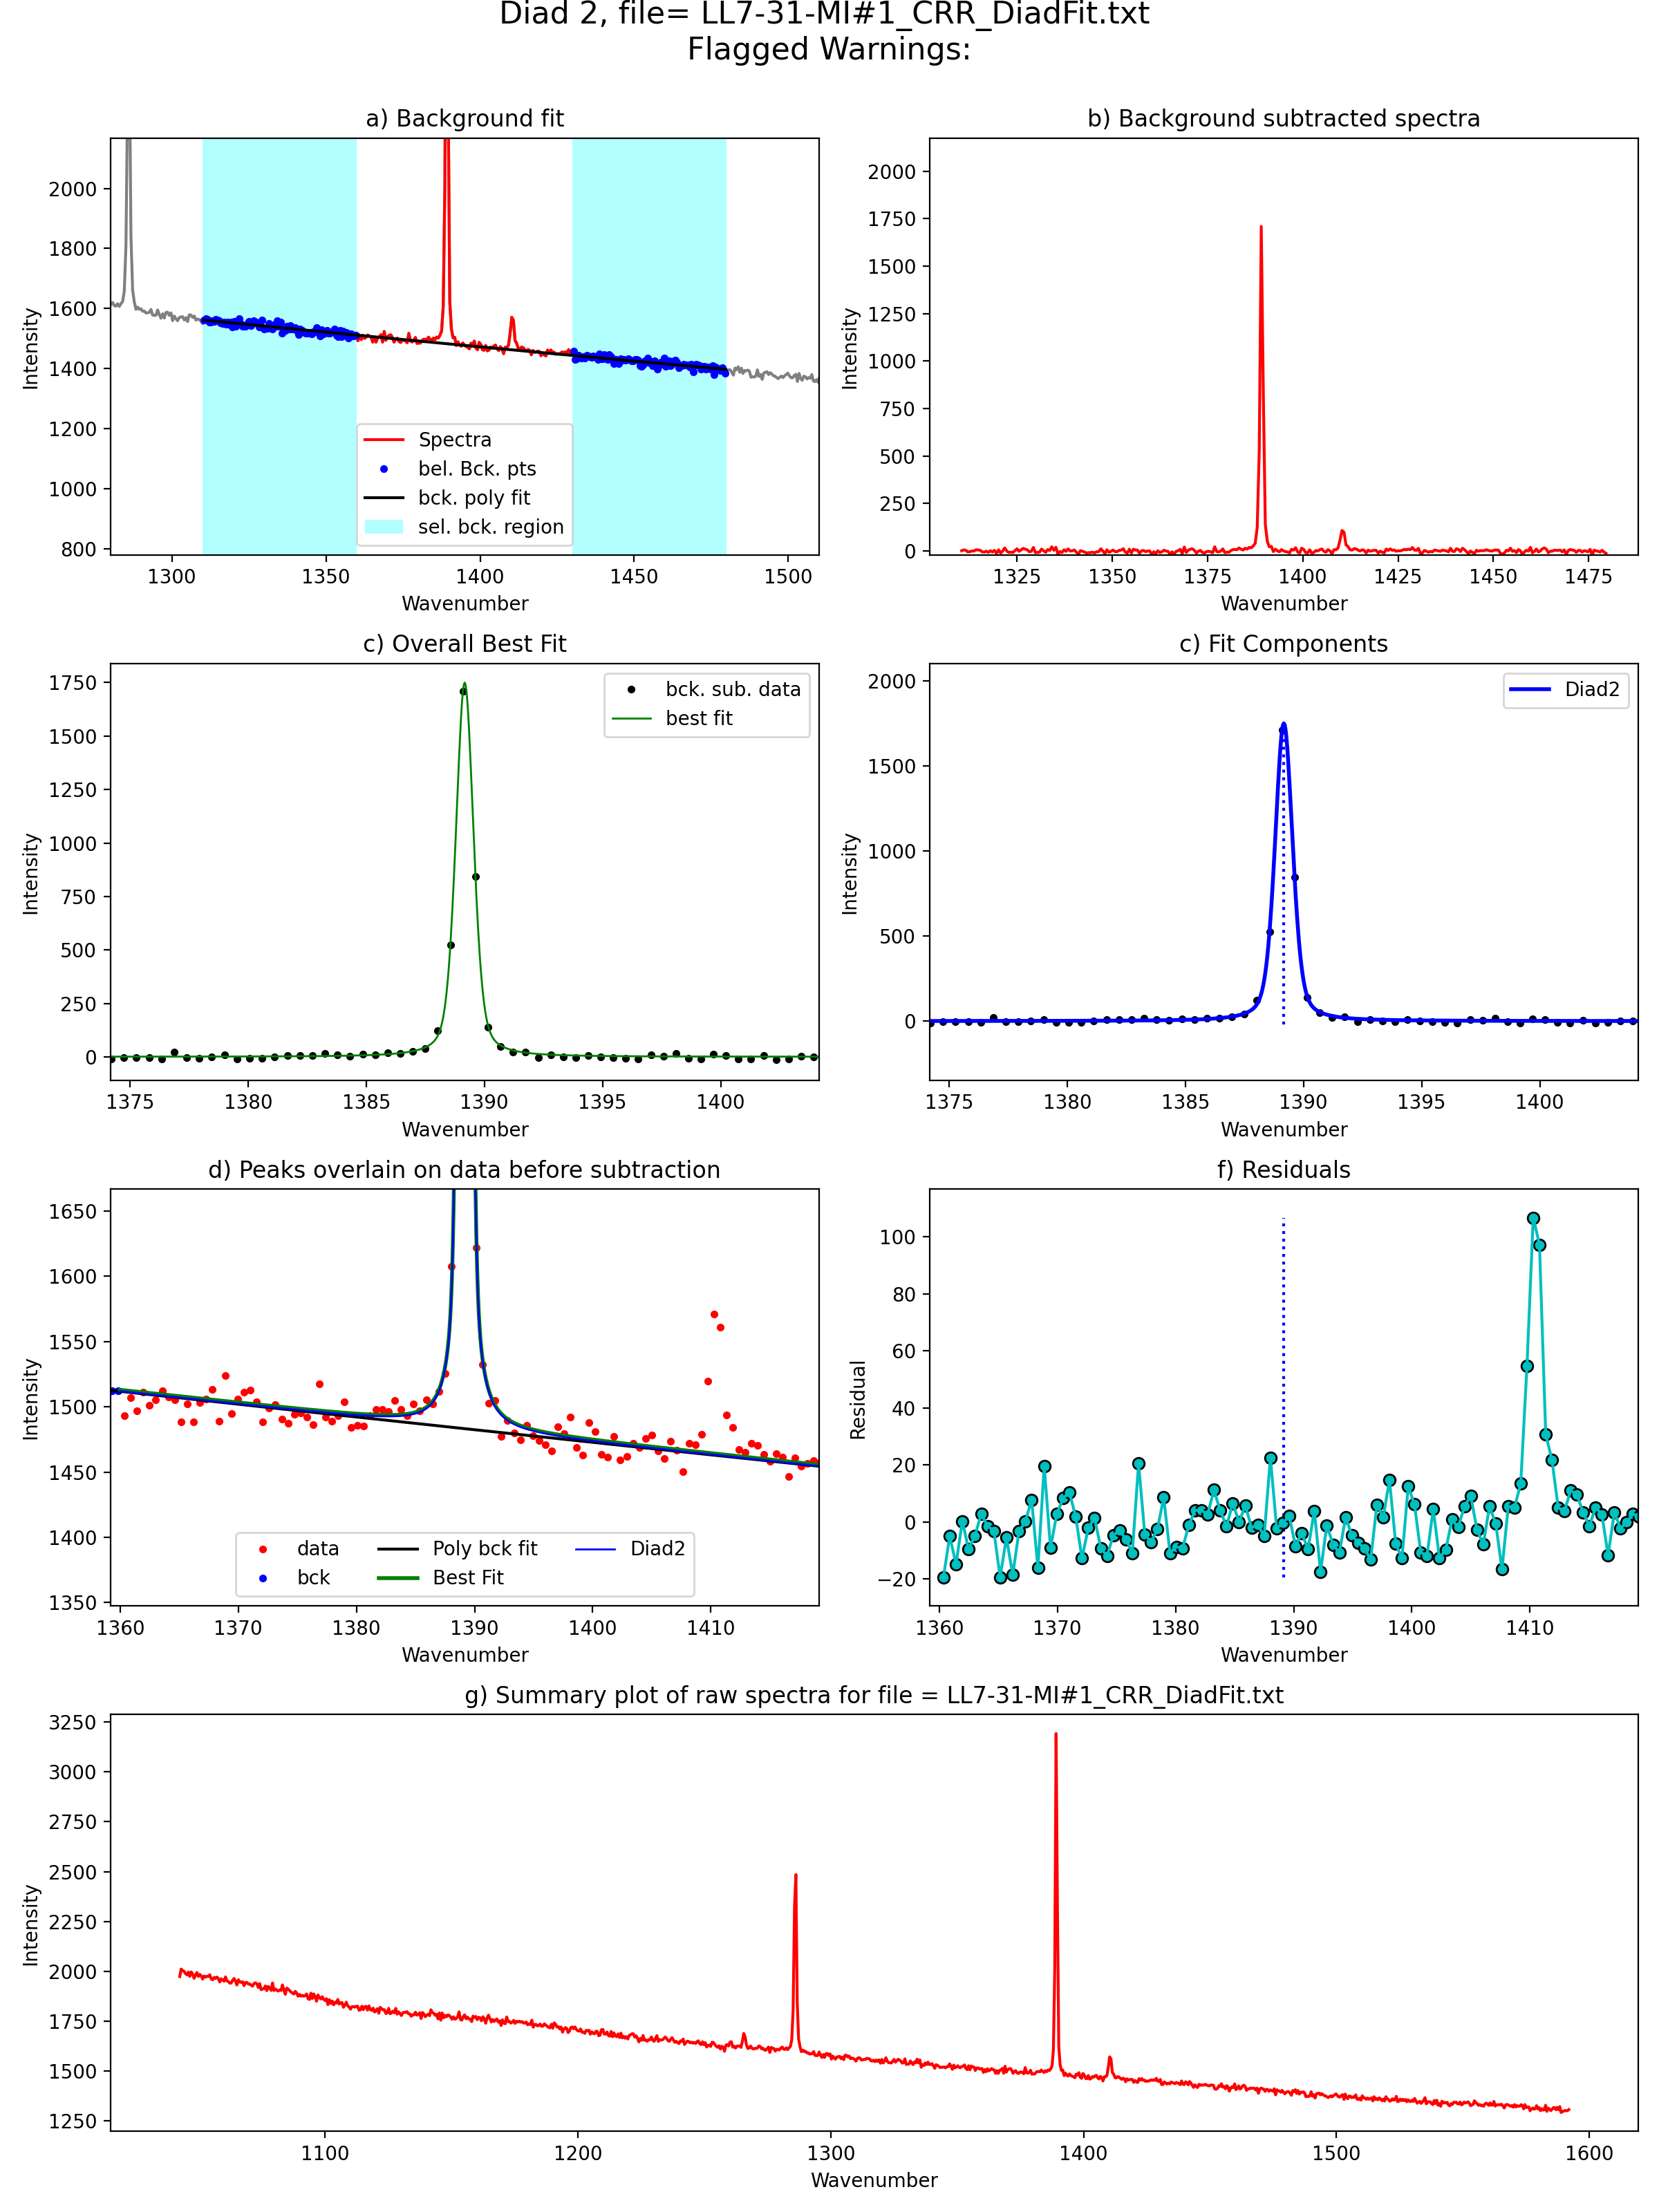 Diad 2, file= LL7-31-MI#1_CRR_DiadFit.txt
Flagged Warnings:
a) Background fit
Intensity
2000
1800
1600
1400
1200
1000
800
Spectra
bel. Bck. pts
bck. poly fit
sel. bck. region
1300 1350 1400 1450 1500
Wavenumber
b) Background subtracted spectra
Intensity
2000
1750
1500
1250
1000
750
500
250
0
1325 1350 1375 1400 1425 1450 1475
Wavenumber
c) Overall Best Fit
Intensity
1750
1500
1250
1000
750
500
250
0
bck. sub. data
best fit
1375 1380 1385 1390 1395 1400
Wavenumber
c) Fit Components
Intensity
2000
1500
1000
500
0
Diad2
1375 1380 1385 1390 1395 1400
Wavenumber
d) Peaks overlain on data before subtraction
Intensity
1650
1600
1550
1500
1450
1400
1350
data
bck
Poly bck fit
Best Fit
Diad2
1360 1370 1380 1390 1400 1410
Wavenumber
f) Residuals
Residual
100
80
60
40
20
0
−20
1360 1370 1380 1390 1400 1410
Wavenumber
g) Summary plot of raw spectra for file = LL7-31-MI#1_CRR_DiadFit.txt
Intensity
3250
3000
2750
2500
2250
2000
1750
1500
1250
1100 1200 1300 1400 1500 1600
Wavenumber